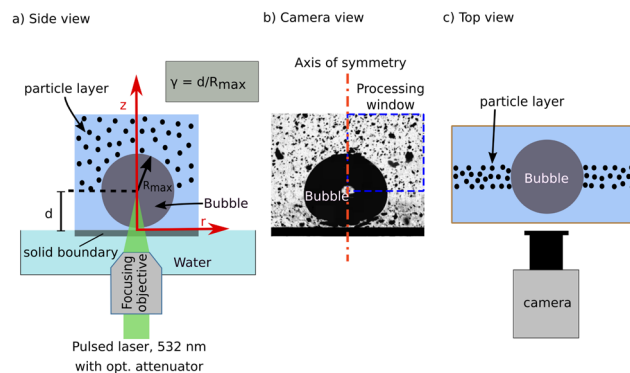 a) Side view
γ = d/Rmax
particle layer
z
Rmax
Bubble
d
r
solid boundary
Water
Focusing
objective
Pulsed laser, 532 nm
with opt. attenuator
b) Camera view
Axis of symmetry
Processing
window
Bubble
c) Top view
particle layer
Bubble
camera